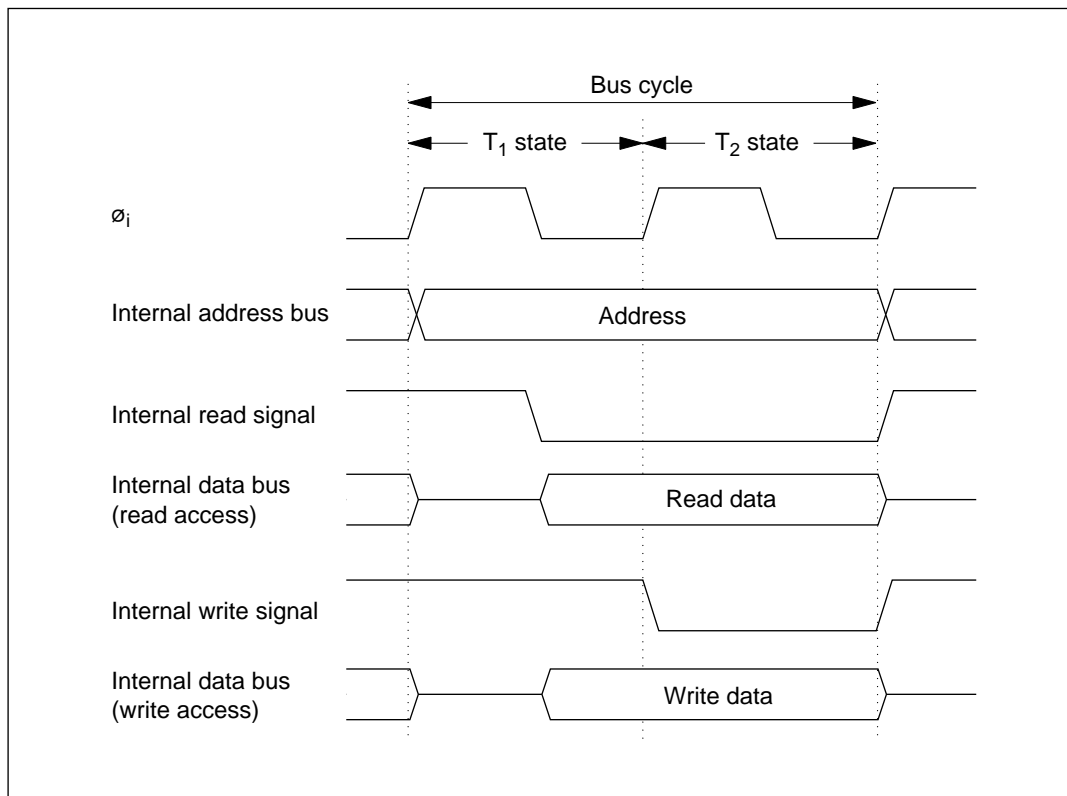 Bus cycle
T₁ state
T₂ state
øᵢ
Internal address bus
Address
Internal read signal
Internal data bus
(read access)
Read data
Internal write signal
Internal data bus
(write access)
Write data